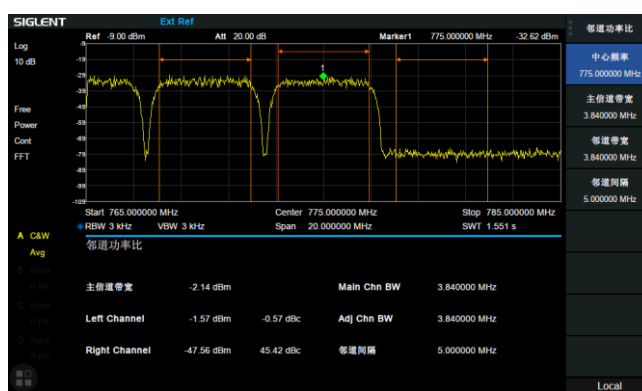 SIGLENT Ext Ref
Ref -9.00 dBm Att 20.00 dB Marker1 775.000000 MHz -32.62 dBm
Log
10 dB
Free
Power
Cont
FFT
-9
-19
-29
-39
-49
-59
-69
-79
-89
-99
-109
1
Start 765.000000 MHz Center 775.000000 MHz Stop 785.000000 MHz
RBW 3 kHz VBW 3 kHz Span 20.000000 MHz SWT 1.551 s
A C&W
Avg
B Blank
P-PK
C Blank
P-PK
D Blank
P-PK
邻道功率比
主信道带宽 -2.14 dBm Main Chn BW 3.840000 MHz
Left Channel -1.57 dBm -0.57 dBc Adj Chn BW 3.840000 MHz
Right Channel -47.56 dBm 45.42 dBc 邻道间隔 5.000000 MHz
邻道功率比
中心频率
775.000000 MHz
主信道带宽
3.840000 MHz
邻道带宽
3.840000 MHz
邻道间隔
5.000000 MHz
Local